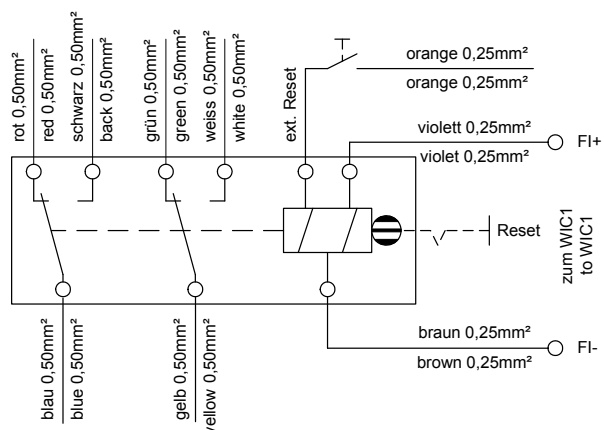 rot 0,50mm²
red 0,50mm²
schwarz 0,50mm²
back 0,50mm²
grün 0,50mm²
green 0,50mm²
weiss 0,50mm²
white 0,50mm²
ext. Reset
orange 0,25mm²
orange 0,25mm²
violett 0,25mm²
violet 0,25mm²
FI+
Reset
zum WIC1
to WIC1
blau 0,50mm²
blue 0,50mm²
gelb 0,50mm²
yellow 0,50mm²
braun 0,25mm²
brown 0,25mm²
FI-